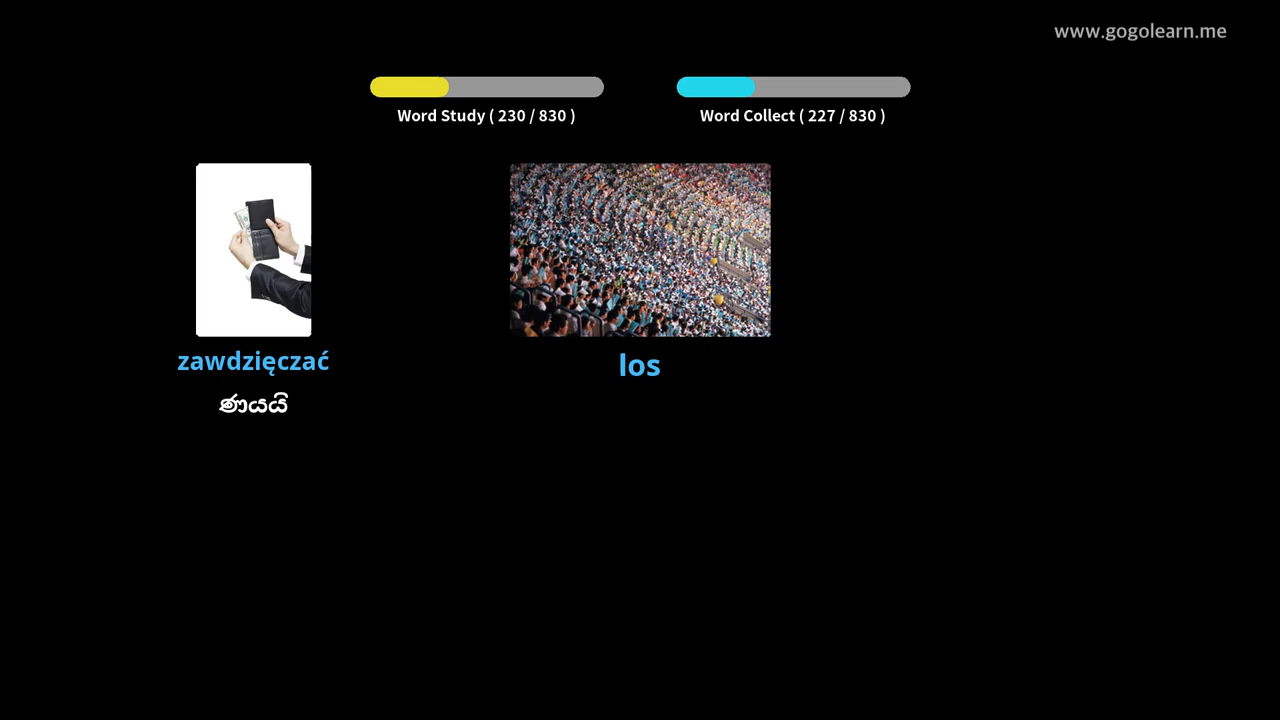 www.gogolearn.me
Word Study ( 230 / 830 )
Word Collect ( 227 / 830 )
zawdzięczać
los
ණයයි